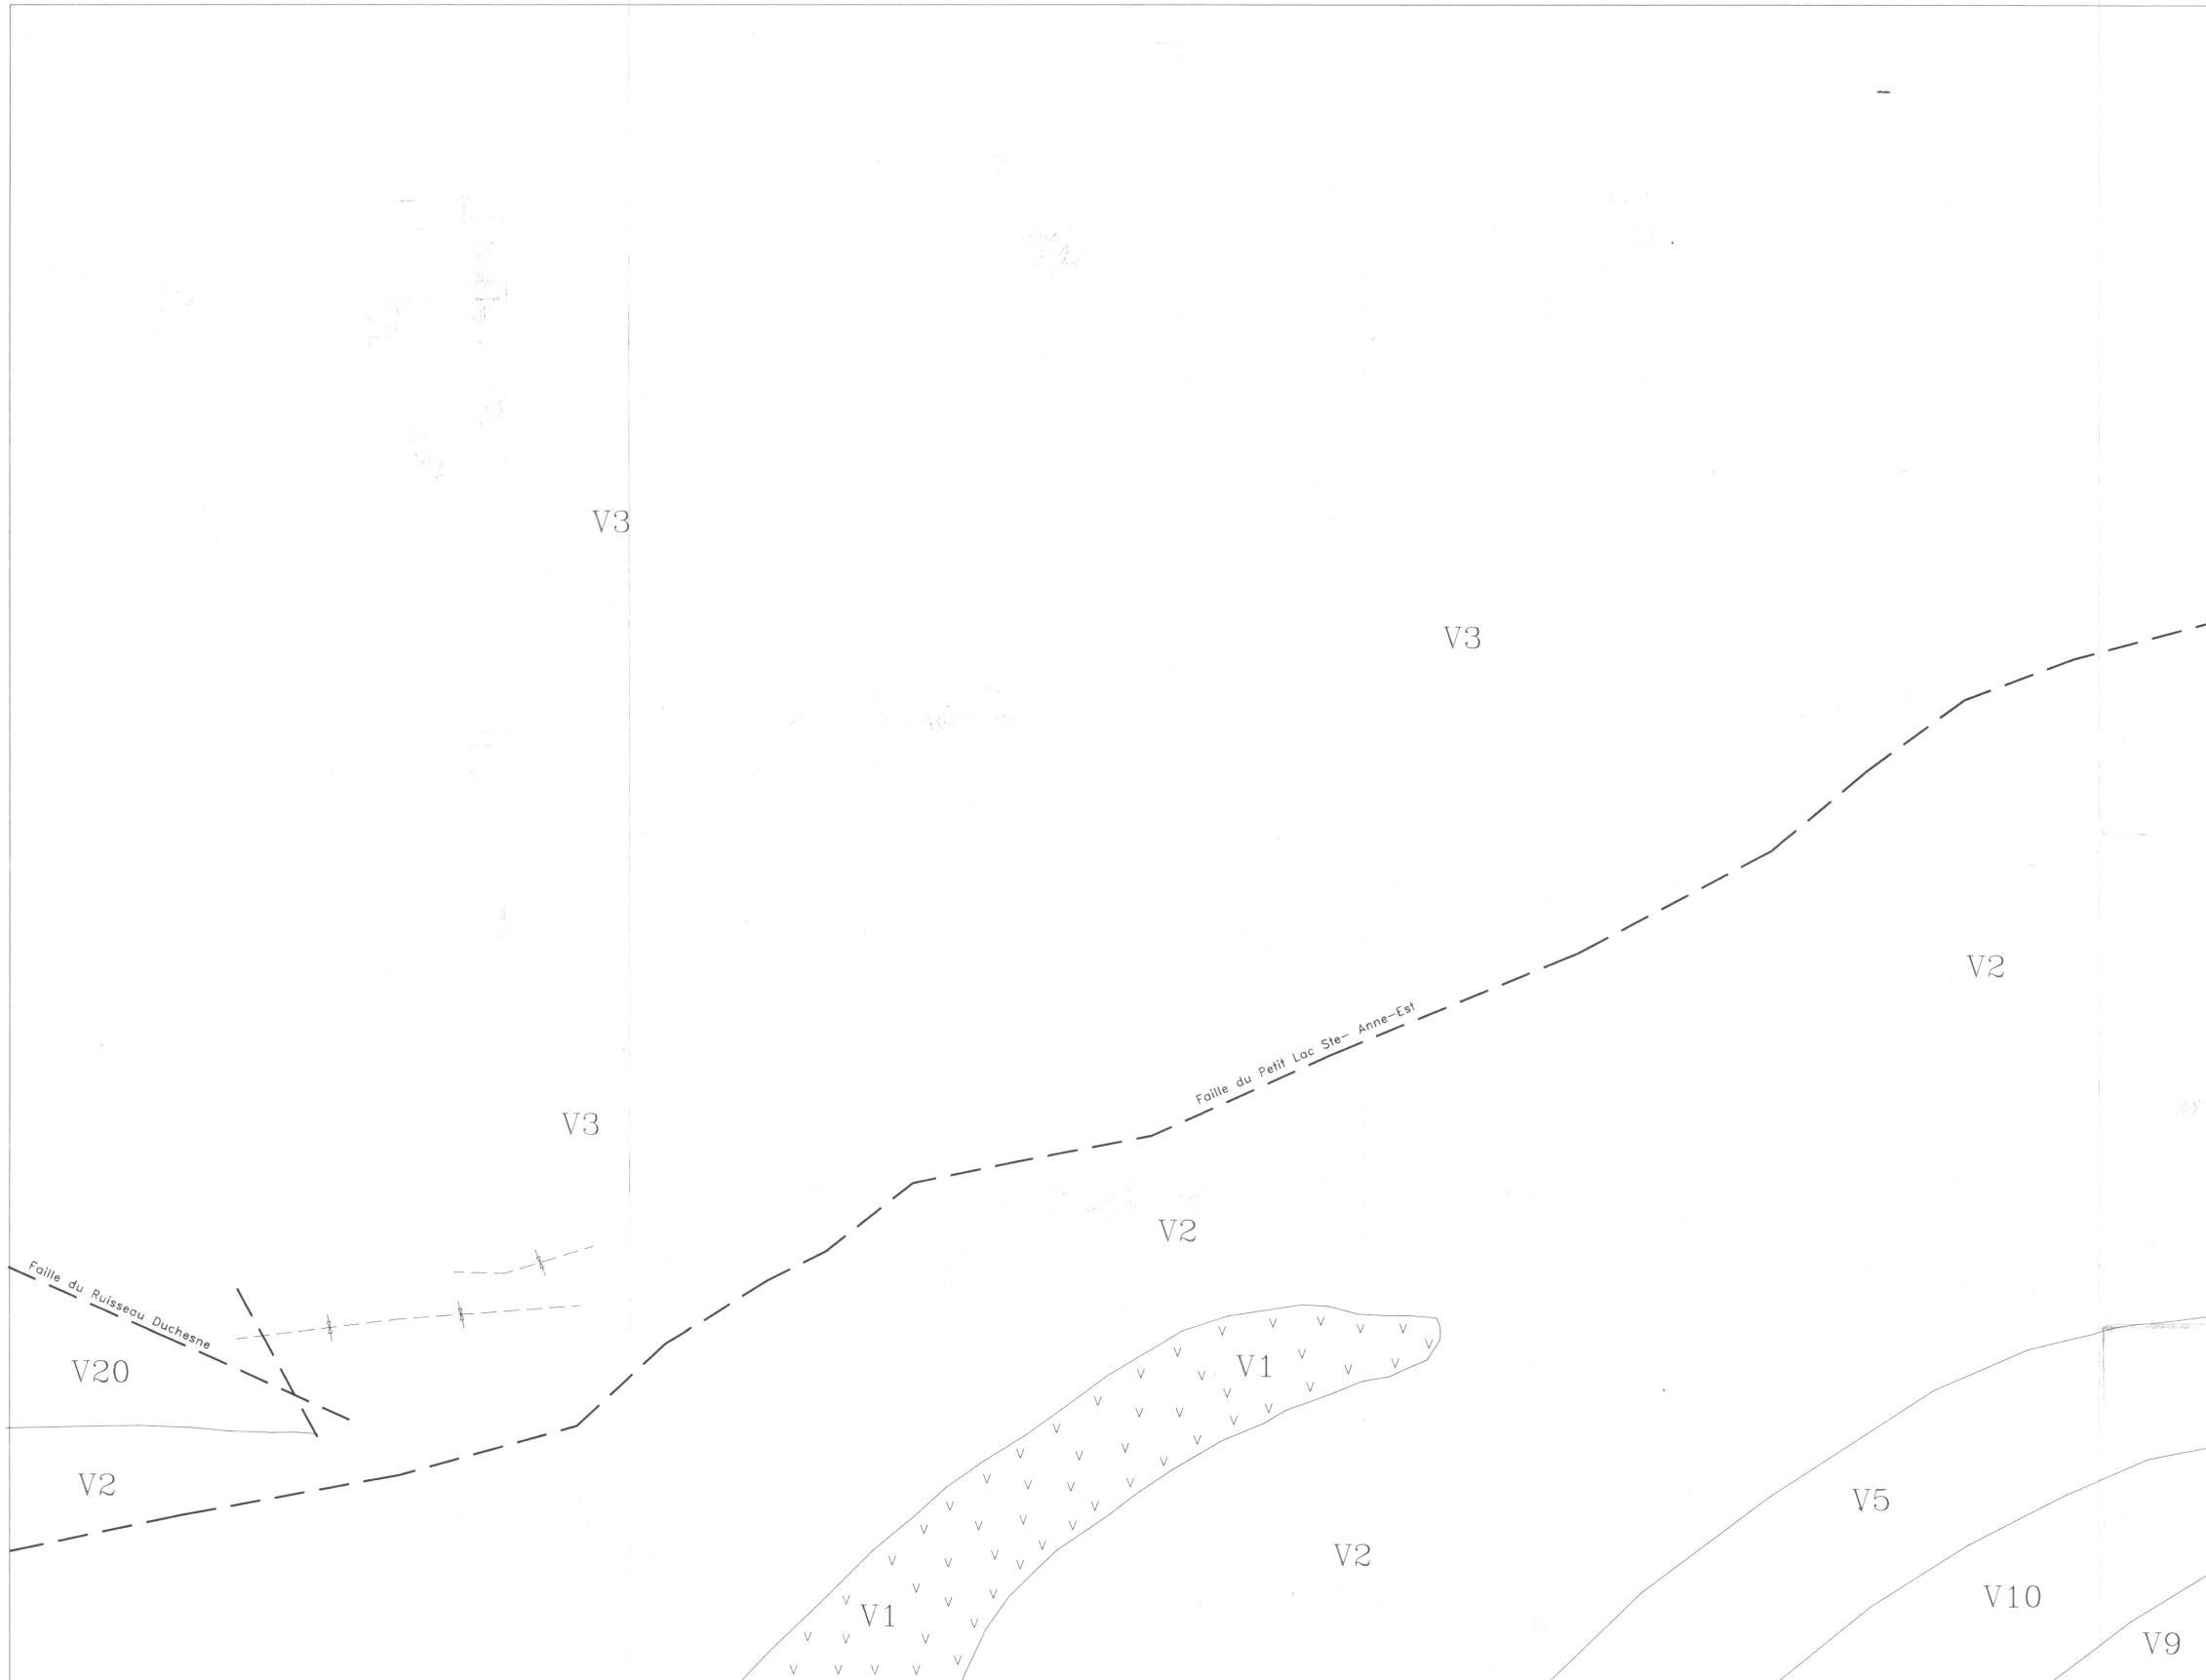 V3
V3
V2
Faille du Petit Lac Ste- Anne-Est
V3
V2
Faille du Ruisseau Duchesne
V1
V20
V2
V5
V2
V10
V1
V9